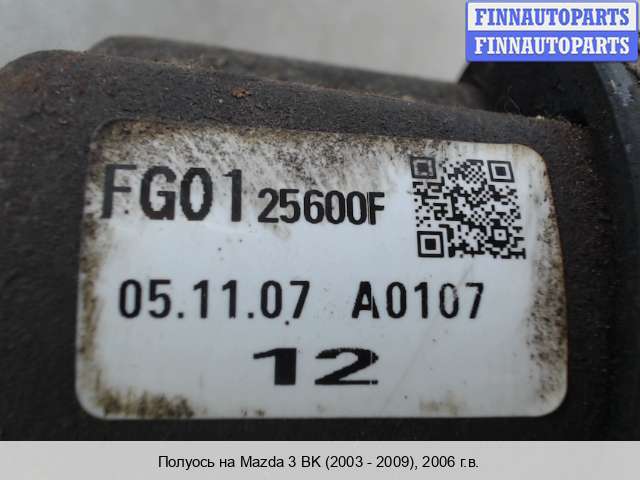 FINNAUTOPARTS
FINNAUTOPARTS
FG01 25600F
05.11.07 A0107
12
Полуось на Mazda 3 BK (2003 - 2009), 2006 г.в.